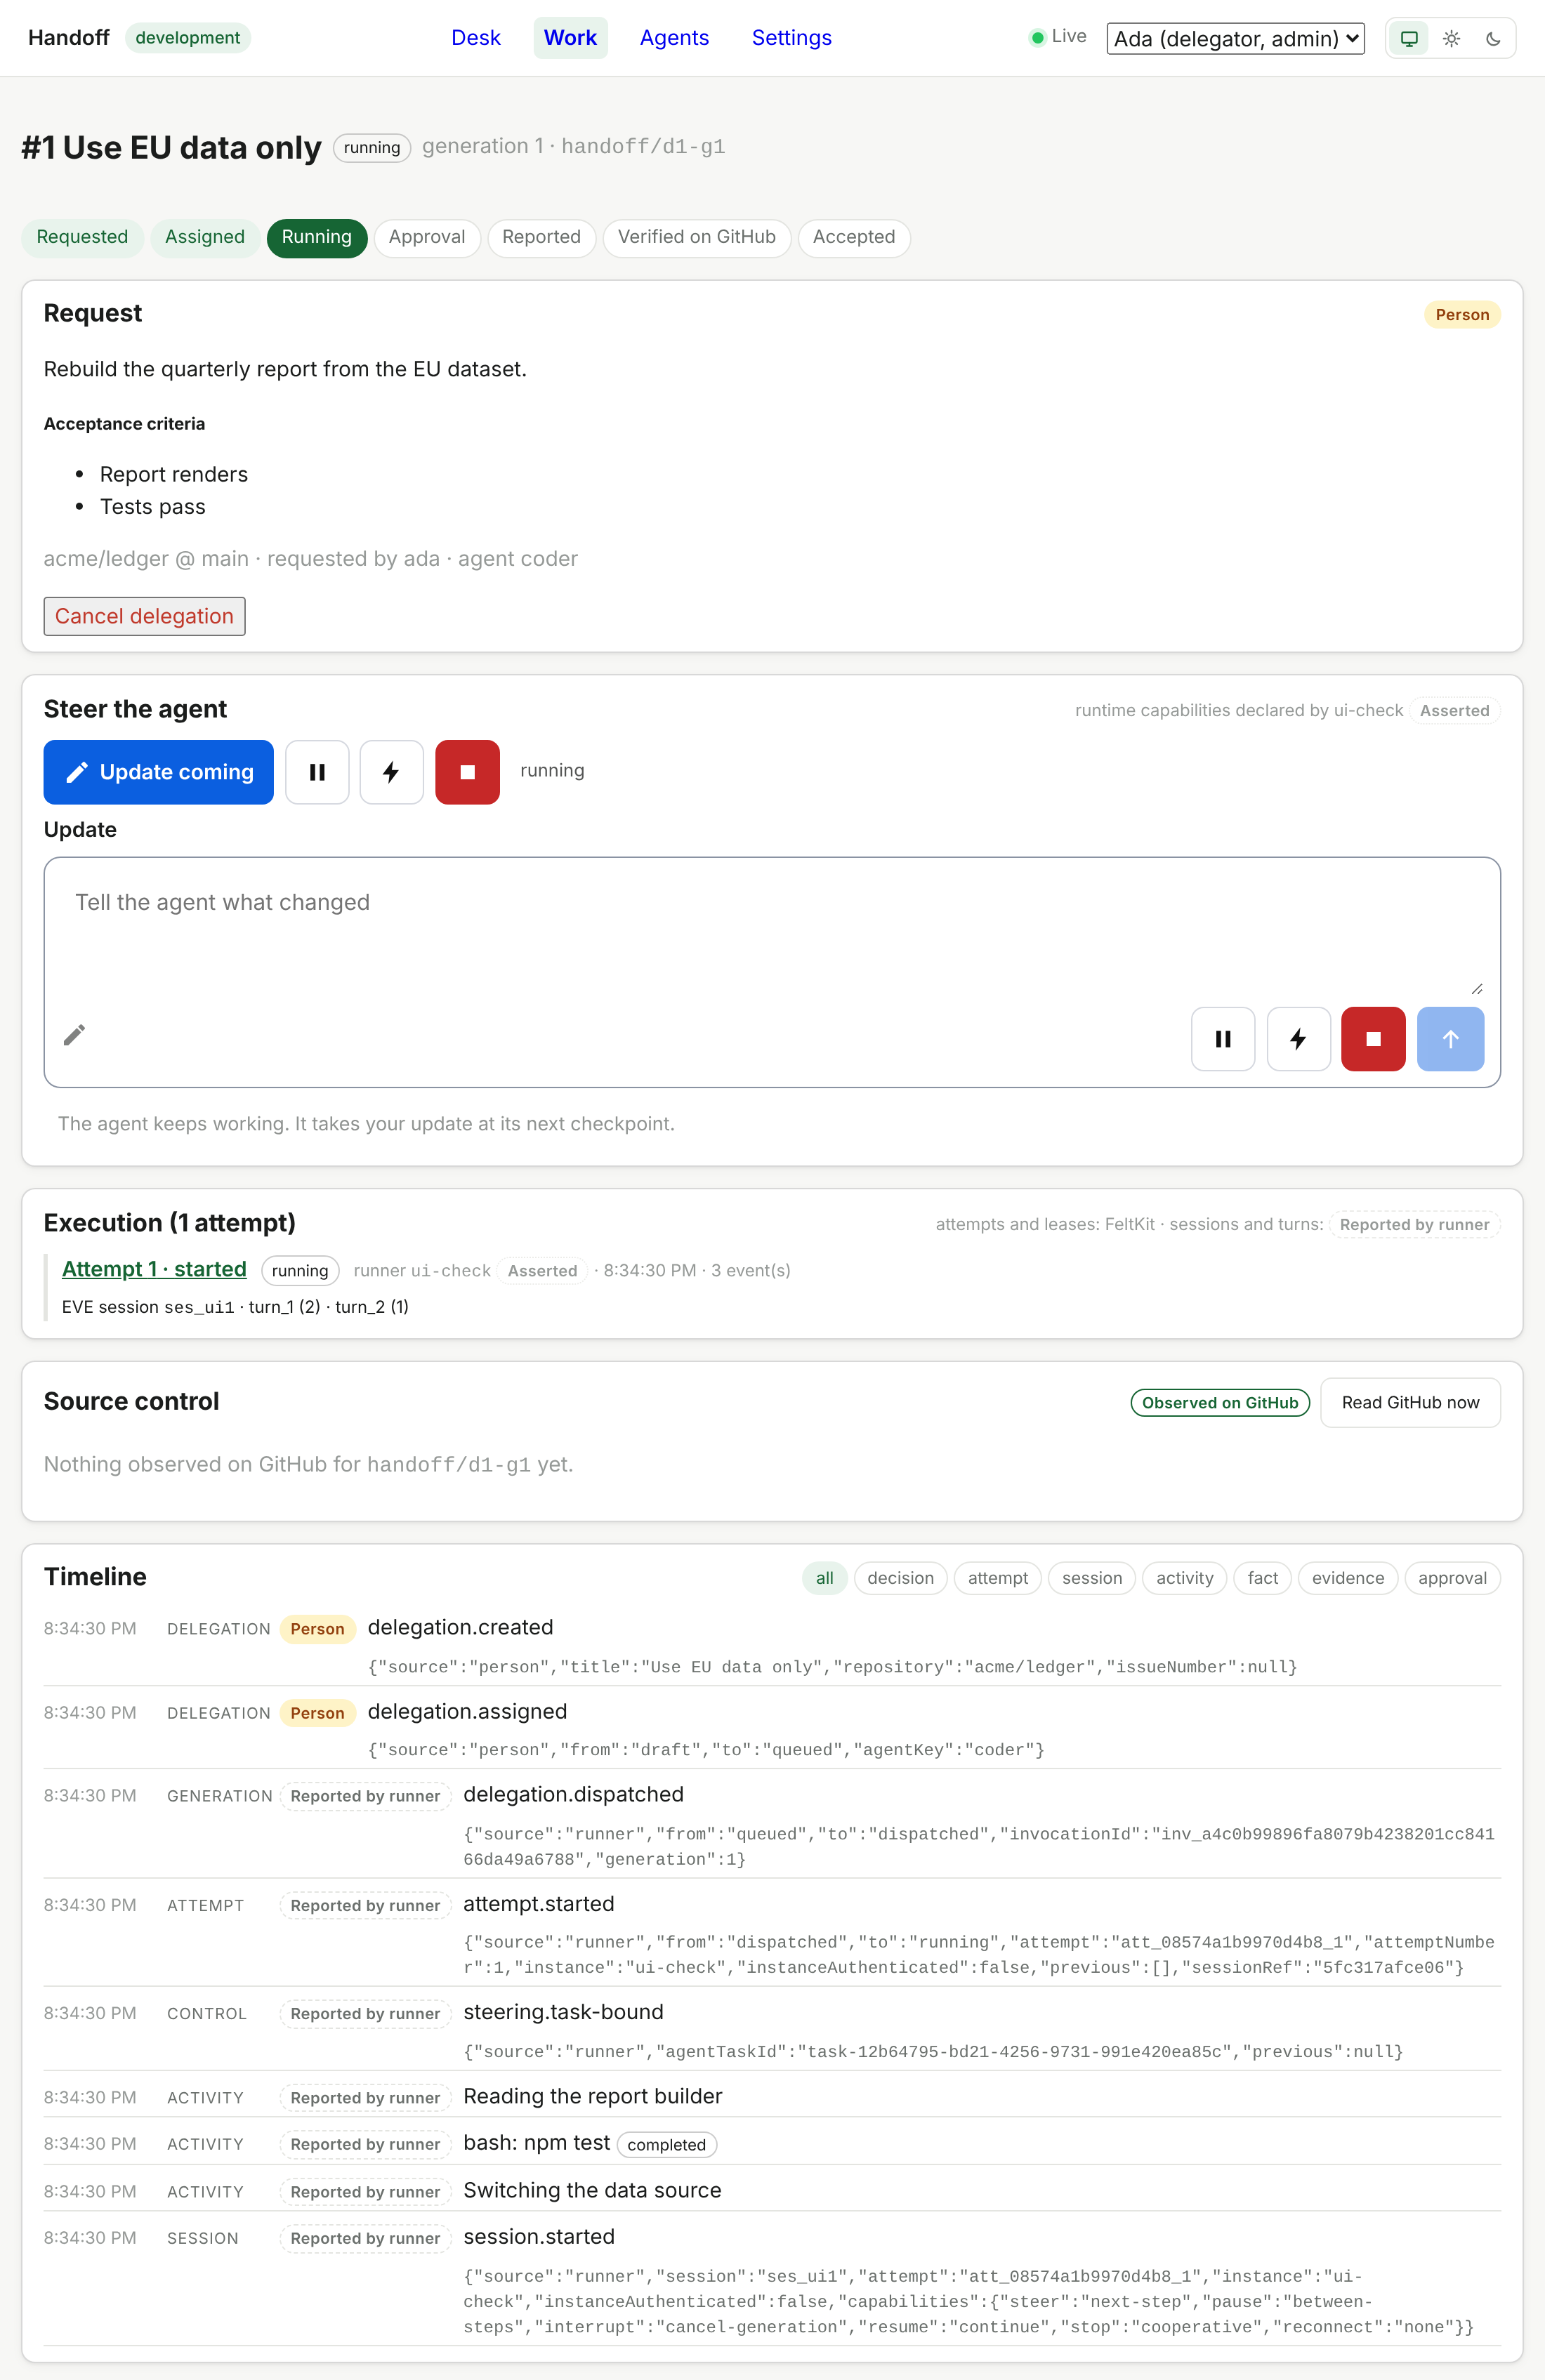 Handoff development Desk Work Agents Settings Live Ada (delegator, admin)
#1 Use EU data only running generation 1 · handoff/d1-g1
Requested Assigned Running Approval Reported Verified on GitHub Accepted
Request Person
Rebuild the quarterly report from the EU dataset.
Acceptance criteria
• Report renders
• Tests pass
acme/ledger @ main · requested by ada · agent coder
Cancel delegation
Steer the agent runtime capabilities declared by ui-check Asserted
Update coming running
Update
Tell the agent what changed
The agent keeps working. It takes your update at its next checkpoint.
Execution (1 attempt) attempts and leases: FeltKit · sessions and turns: Reported by runner
Attempt 1 · started running runner ui-check Asserted · 8:34:30 PM · 3 event(s)
EVE session ses_ui1 · turn_1 (2) · turn_2 (1)
Source control Observed on GitHub Read GitHub now
Nothing observed on GitHub for handoff/d1-g1 yet.
Timeline all decision attempt session activity fact evidence approval
8:34:30 PM DELEGATION Person delegation.created
{"source":"person","title":"Use EU data only","repository":"acme/ledger","issueNumber":null}
8:34:30 PM DELEGATION Person delegation.assigned
{"source":"person","from":"draft","to":"queued","agentKey":"coder"}
8:34:30 PM GENERATION Reported by runner delegation.dispatched
{"source":"runner","from":"queued","to":"dispatched","invocationId":"inv_a4c0b99896fa8079b4238201cc841
66da49a6788","generation":1}
8:34:30 PM ATTEMPT Reported by runner attempt.started
{"source":"runner","from":"dispatched","to":"running","attempt":"att_08574a1b9970d4b8_1","attemptNumbe
r":1,"instance":"ui-check","instanceAuthenticated":false,"previous":[],"sessionRef":"5fc317afce06"}
8:34:30 PM CONTROL Reported by runner steering.task-bound
{"source":"runner","agentTaskId":"task-12b64795-bd21-4256-9731-991e420ea85c","previous":null}
8:34:30 PM ACTIVITY Reported by runner Reading the report builder
8:34:30 PM ACTIVITY Reported by runner bash: npm test completed
8:34:30 PM ACTIVITY Reported by runner Switching the data source
8:34:30 PM SESSION Reported by runner session.started
{"source":"runner","session":"ses_ui1","attempt":"att_08574a1b9970d4b8_1","instance":"ui-
check","instanceAuthenticated":false,"capabilities":{"steer":"next-step","pause":"between-
steps","interrupt":"cancel-generation","resume":"continue","stop":"cooperative","reconnect":"none"}}